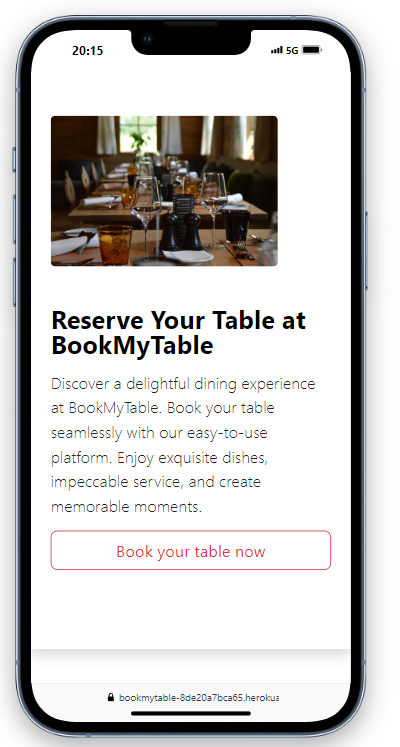 20:15
5G
Reserve Your Table at
BookMyTable
Discover a delightful dining experience
at BookMyTable. Book your table
seamlessly with our easy-to-use
platform. Enjoy exquisite dishes,
impeccable service, and create
memorable moments.
Book your table now
bookmytable-8de20a7bca65.herokua